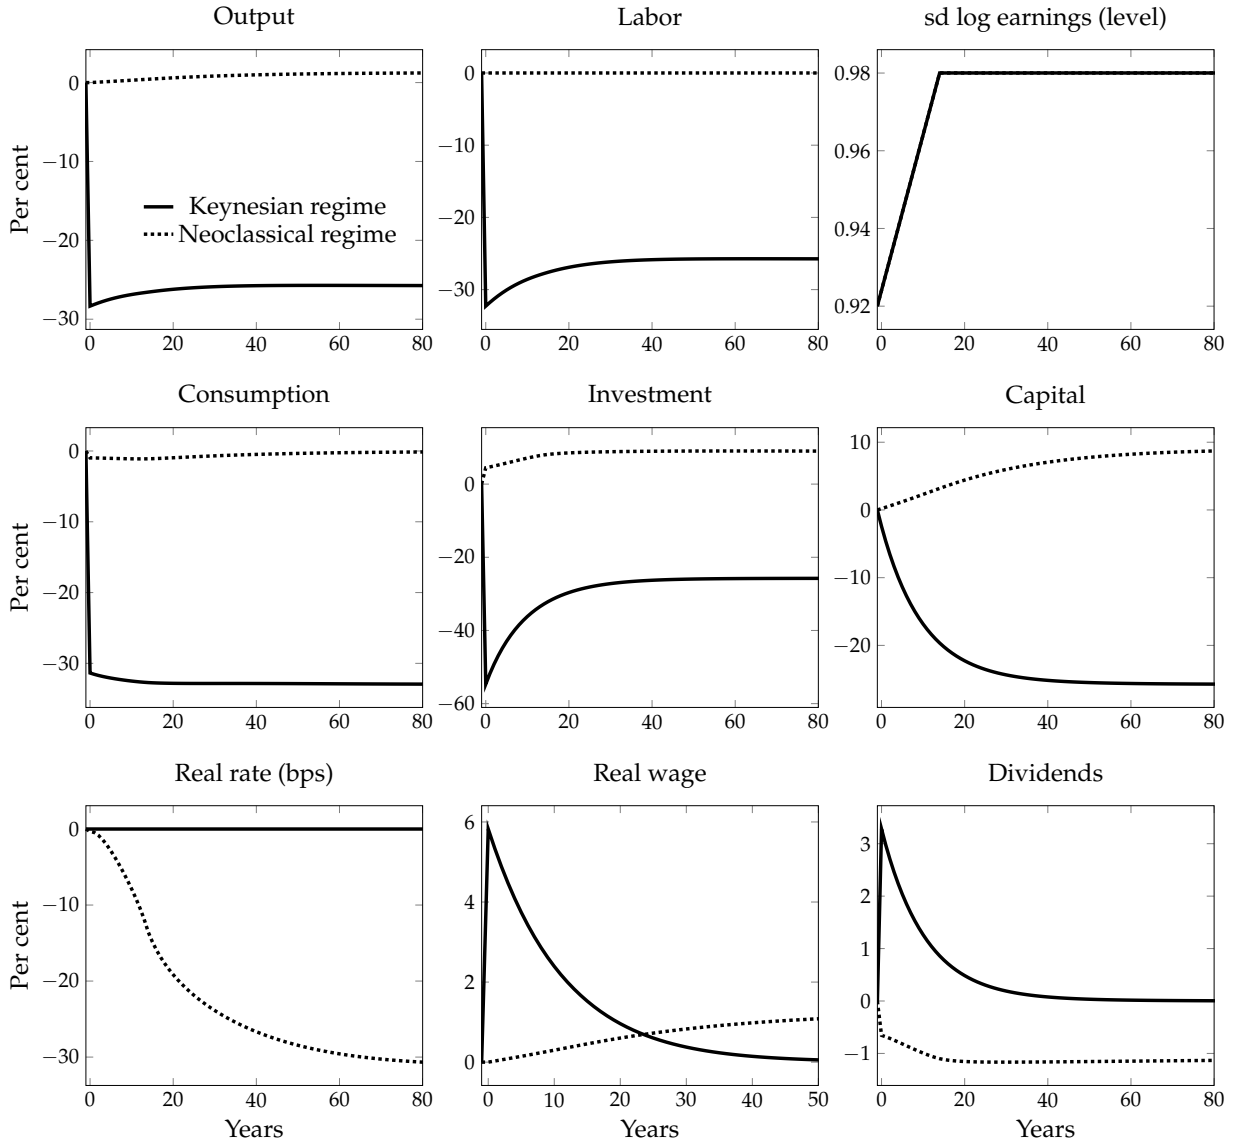 Output
Labor
sd log earnings (level)
Per cent
0
−10
−20
−30
Keynesian regime
Neoclassical regime
0 20 40 60 80
0
−10
−20
−30
0 20 40 60 80
0.98
0.96
0.94
0.92
0 20 40 60 80
Consumption
Investment
Capital
Per cent
0
−10
−20
−30
0 20 40 60 80
0
−20
−40
−60
0 20 40 60 80
10
0
−10
−20
0 20 40 60 80
Real rate (bps)
Real wage
Dividends
Per cent
0
−10
−20
−30
0 20 40 60 80
Years
6
4
2
0
0 10 20 30 30 50
Years
3
2
1
0
−1
0 20 40 60 80
Years